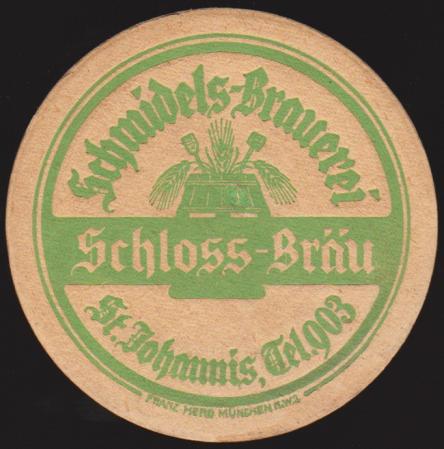 Schmidels-Brauerei
Schloss-Bräu
St. Johannis, Tel. 903
FRANZ HERB MÜNCHEN